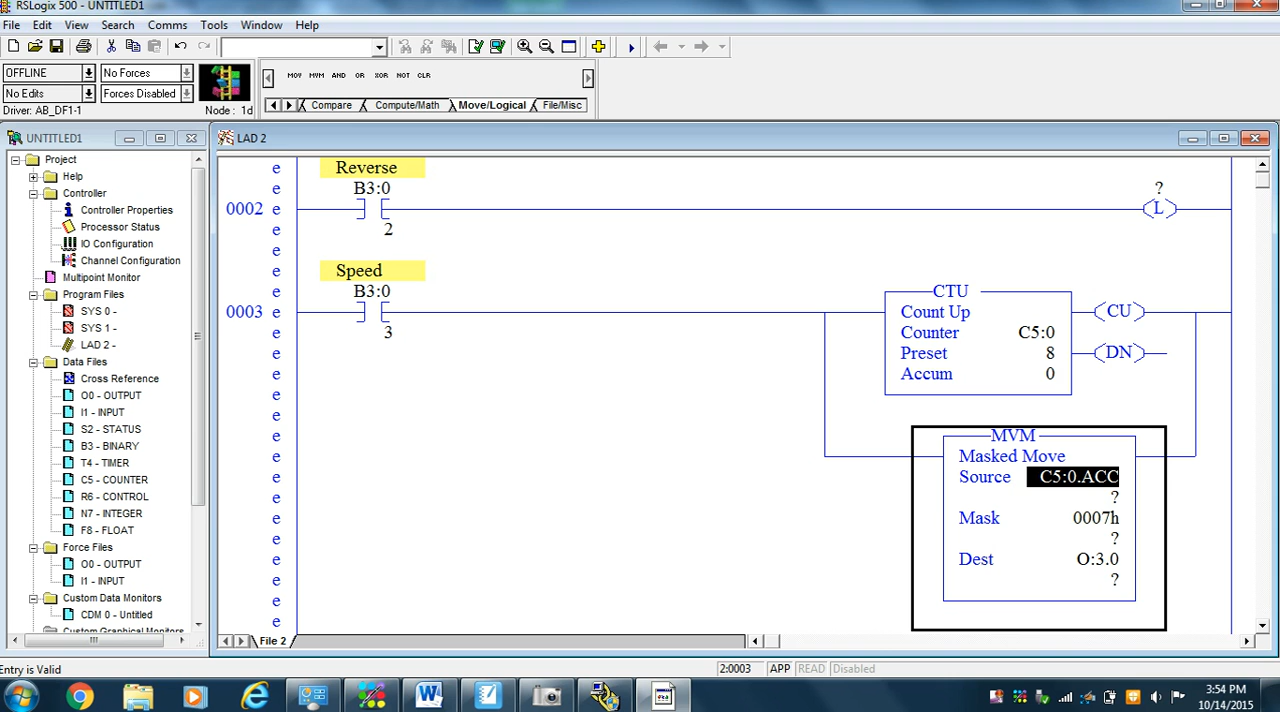 RSLogix 500 - UNTITLED1
File Edit View Search Comms Tools Window Help
OFFLINE No Forces
No Edits Forces Disabled
Driver: AB_DF1-1 Node : 1d
MOV MVM AND OR XOR NOT CLR
Compare Compute/Math Move/Logical File/Misc
UNTITLED1
Project
Help
Controller
Controller Properties
Processor Status
IO Configuration
Channel Configuration
Multipoint Monitor
Program Files
SYS 0 -
SYS 1 -
LAD 2 -
Data Files
Cross Reference
O0 - OUTPUT
I1 - INPUT
S2 - STATUS
B3 - BINARY
T4 - TIMER
C5 - COUNTER
R6 - CONTROL
N7 - INTEGER
F8 - FLOAT
Force Files
O0 - OUTPUT
I1 - INPUT
Custom Data Monitors
CDM 0 - Untitled
Custom Graphical Monitors
LAD 2
e Reverse
e B3:0 ?
0002 e L
e 2
e
e Speed
e B3:0 CTU
0003 e Count Up CU
e 3 Counter C5:0
e Preset 8 DN
e Accum 0
e
e
e MVM
e Masked Move
e Source C5:0.ACC
e ?
e Mask 0007h
e ?
e Dest O:3.0
e ?
e
e
File 2
Entry is Valid 2:0003 APP READ Disabled
3:54 PM
10/14/2015